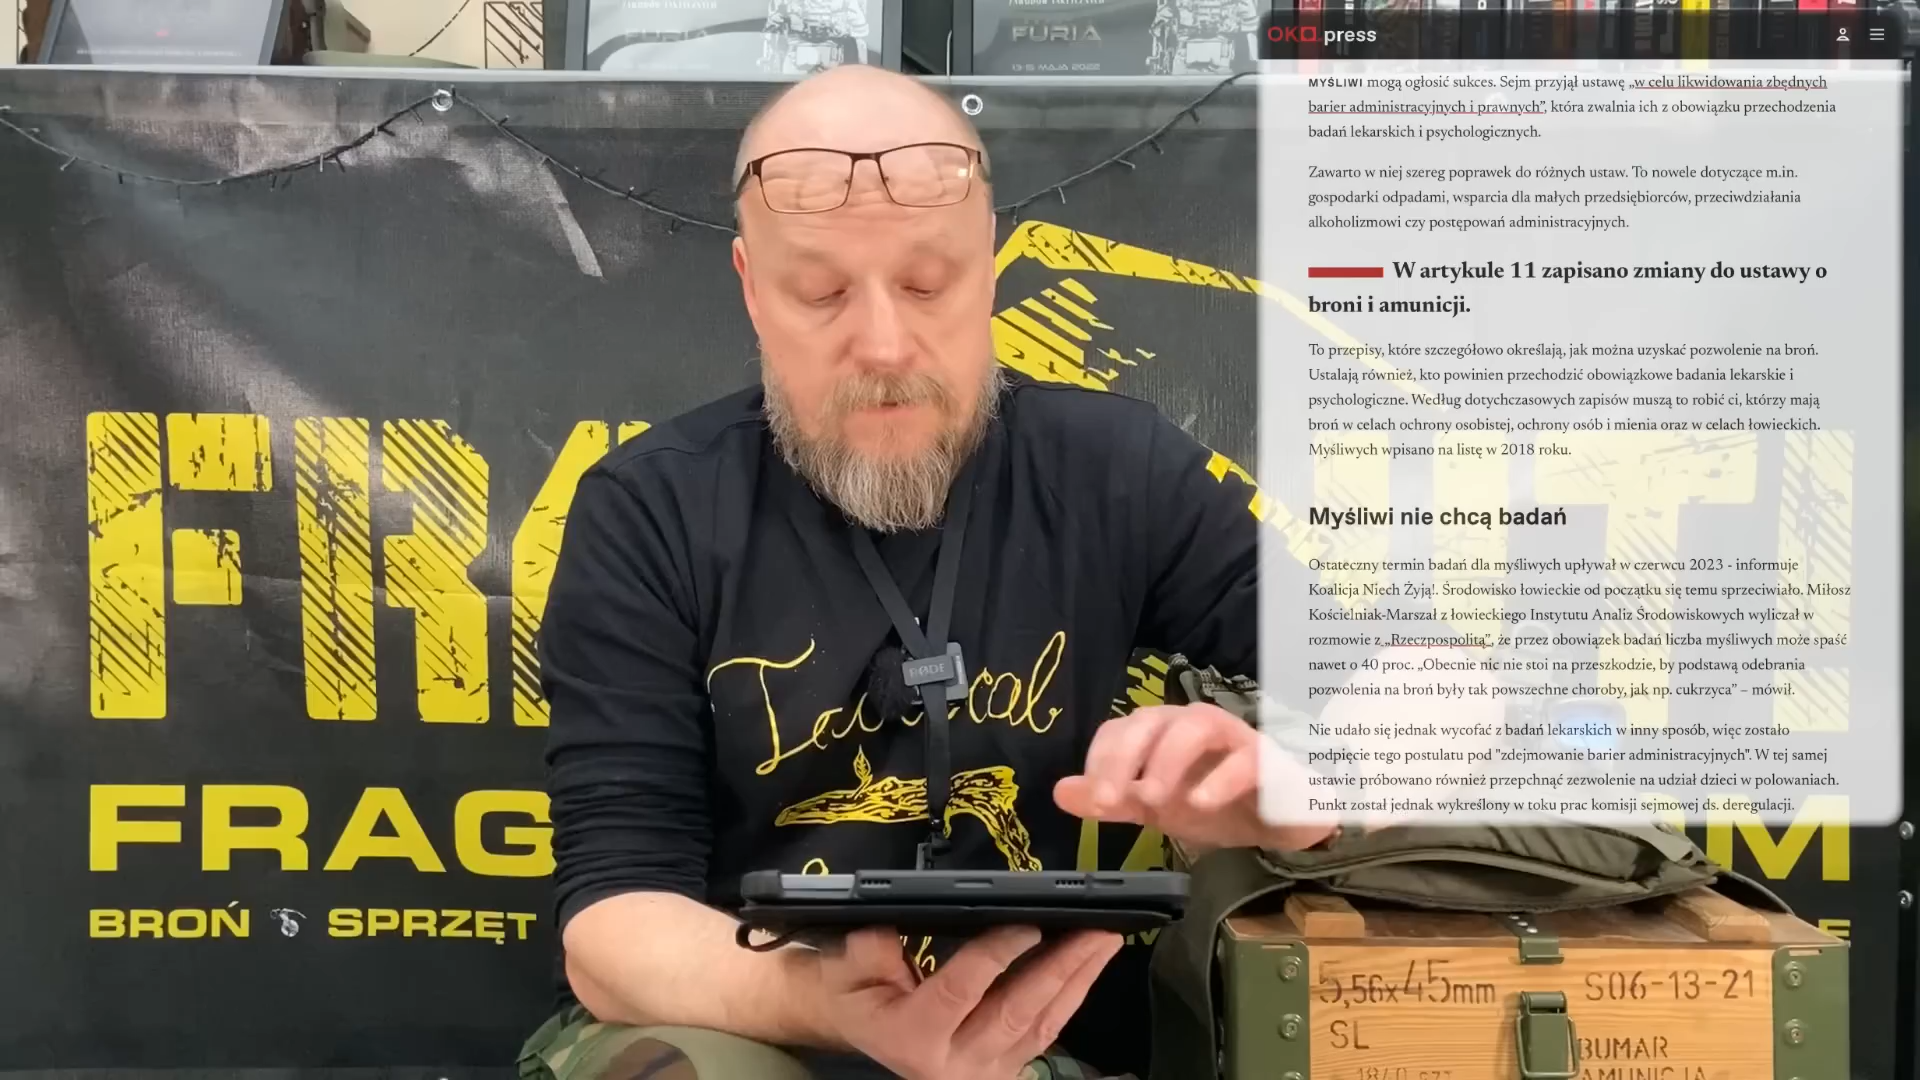 FURIA
FURIA
13-15 MAJA 2022
OKO.press
MYŚLIWI mogą ogłosić sukces. Sejm przyjął ustawę „w celu likwidowania zbędnych
barier administracyjnych i prawnych”, która zwalnia ich z obowiązku przechodzenia
badań lekarskich i psychologicznych.
Zawarto w niej szereg poprawek do różnych ustaw. To nowele dotyczące m.in.
gospodarki odpadami, wsparcia dla małych przedsiębiorców, przeciwdziałania
alkoholizmowi czy postępowań administracyjnych.
W artykule 11 zapisano zmiany do ustawy o
broni i amunicji.
To przepisy, które szczegółowo określają, jak można uzyskać pozwolenie na broń.
Ustalają również, kto powinien przechodzić obowiązkowe badania lekarskie i
psychologiczne. Według dotychczasowych zapisów muszą to robić ci, którzy mają
broń w celach ochrony osobistej, ochrony osób i mienia oraz w celach łowieckich.
Myśliwych wpisano na listę w 2018 roku.
Myśliwi nie chcą badań
Ostateczny termin badań dla myśliwych upływał w czerwcu 2023 - informuje
Koalicja Niech Żyją!. Środowisko łowieckie od początku się temu sprzeciwiało. Miłosz
Kościelniak-Marszał z łowieckiego Instytutu Analiz Środowiskowych wyliczał w
rozmowie z „Rzeczpospolitą”, że przez obowiązek badań liczba myśliwych może spaść
nawet o 40 proc. „Obecnie nic nie stoi na przeszkodzie, by podstawą odebrania
pozwolenia na broń były tak powszechne choroby, jak np. cukrzyca” – mówił.
Nie udało się jednak wycofać z badań lekarskich w inny sposób, więc zostało
podpięcie tego postulatu pod "zdejmowanie barier administracyjnych". W tej samej
ustawie próbowano również przepchnąć zezwolenie na udział dzieci w polowaniach.
Punkt został jednak wykreślony w toku prac komisji sejmowej ds. deregulacji.
FRA
FRAG
BROŃ SPRZĘT
RØDE
Tactical
5,56x45mm S06-13-21
SL
BUMAR
AMUNICJA
1840 szt